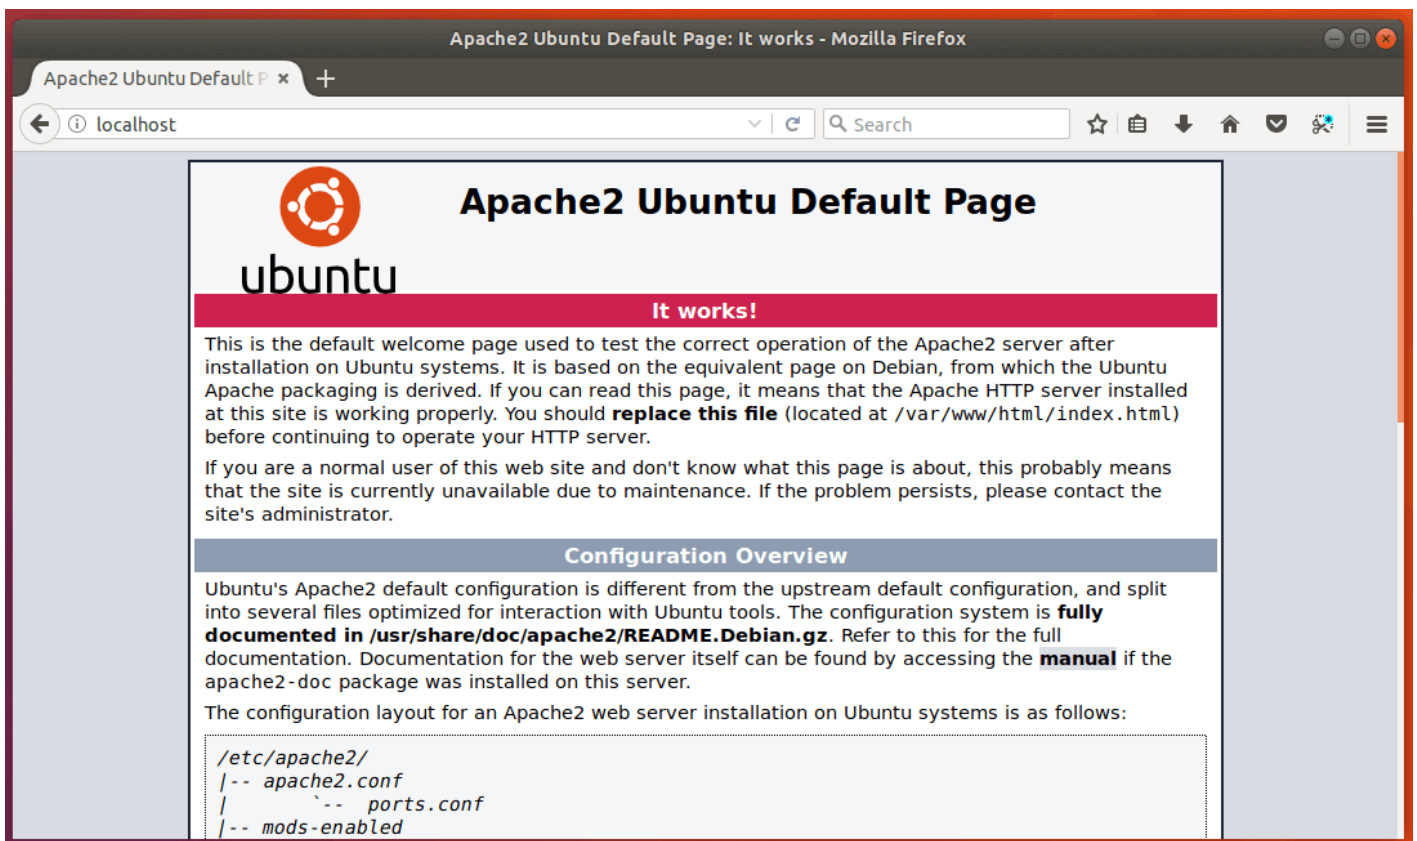 Apache2 Ubuntu Default Page: It works - Mozilla Firefox
Apache2 Ubuntu Default P
localhost
Search
ubuntu
Apache2 Ubuntu Default Page
It works!
This is the default welcome page used to test the correct operation of the Apache2 server after
installation on Ubuntu systems. It is based on the equivalent page on Debian, from which the Ubuntu
Apache packaging is derived. If you can read this page, it means that the Apache HTTP server installed
at this site is working properly. You should replace this file (located at /var/www/html/index.html)
before continuing to operate your HTTP server.
If you are a normal user of this web site and don't know what this page is about, this probably means
that the site is currently unavailable due to maintenance. If the problem persists, please contact the
site's administrator.
Configuration Overview
Ubuntu's Apache2 default configuration is different from the upstream default configuration, and split
into several files optimized for interaction with Ubuntu tools. The configuration system is fully
documented in /usr/share/doc/apache2/README.Debian.gz. Refer to this for the full
documentation. Documentation for the web server itself can be found by accessing the manual if the
apache2-doc package was installed on this server.
The configuration layout for an Apache2 web server installation on Ubuntu systems is as follows:
/etc/apache2/
|-- apache2.conf
|       `--  ports.conf
|-- mods-enabled